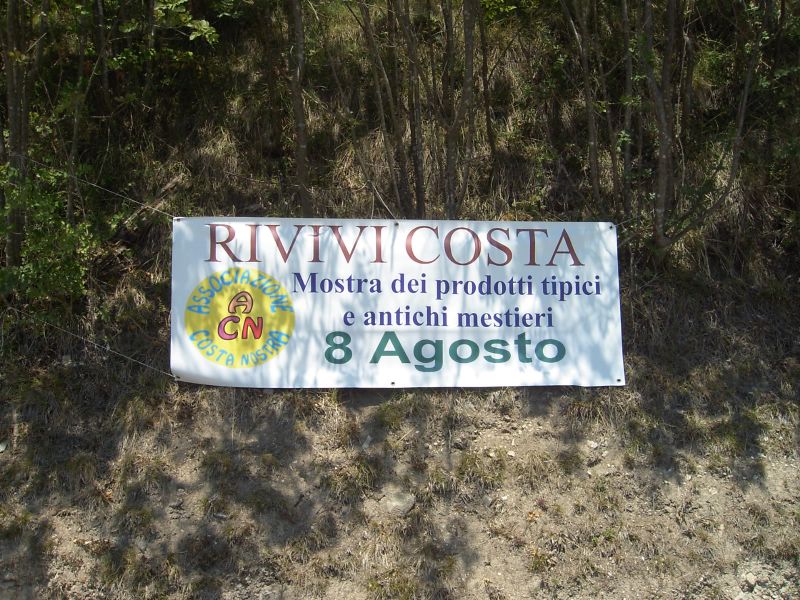 RIVIVI COSTA
Mostra dei prodotti tipici
e antichi mestieri
8 Agosto
ASSOCIAZIONE
A
CN
COSTA NOSTRA